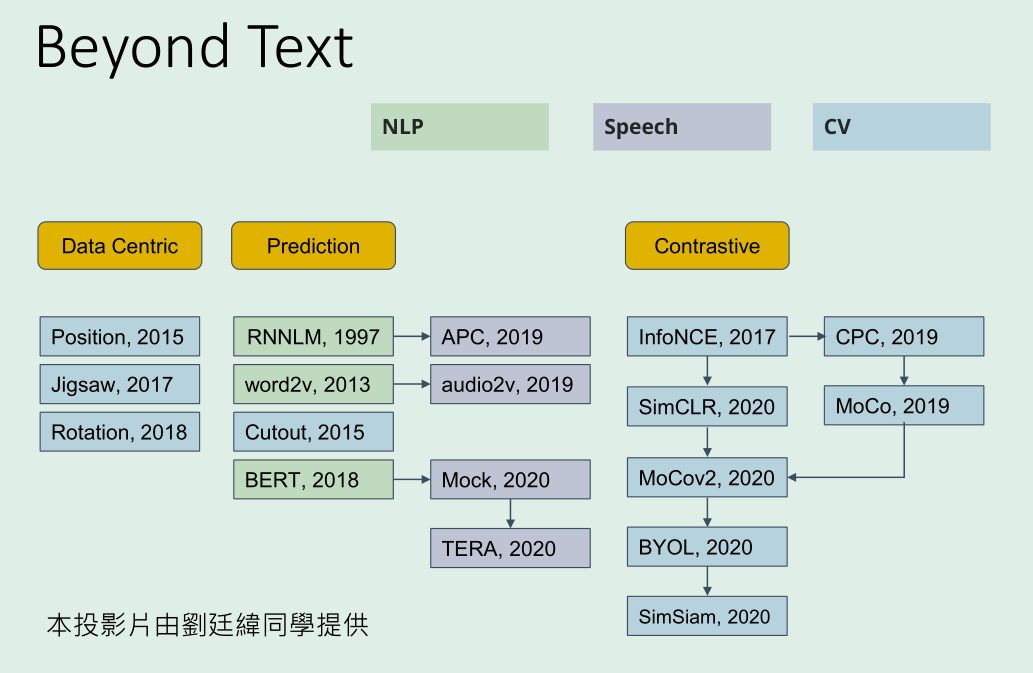 Beyond Text
NLP
Speech
CV
Data Centric
Prediction
Contrastive
Position, 2015
Jigsaw, 2017
Rotation, 2018
RNNLM, 1997
word2v, 2013
Cutout, 2015
BERT, 2018
APC, 2019
audio2v, 2019
Mock, 2020
TERA, 2020
InfoNCE, 2017
SimCLR, 2020
MoCov2, 2020
BYOL, 2020
SimSiam, 2020
CPC, 2019
MoCo, 2019
本投影片由劉廷緯同學提供